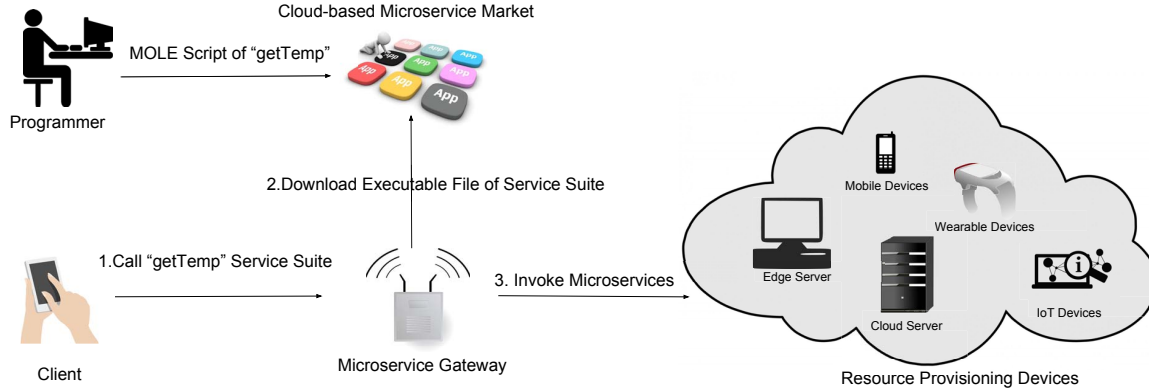 Cloud-based Microservice Market
MOLE Script of “getTemp”
App
App
App
App
App
Programmer
Mobile Devices
2.Download Executable File of Service Suite
Wearable Devices
1.Call “getTemp” Service Suite
3. Invoke Microservices
Edge Server
IoT Devices
Cloud Server
Microservice Gateway
Client
Resource Provisioning Devices